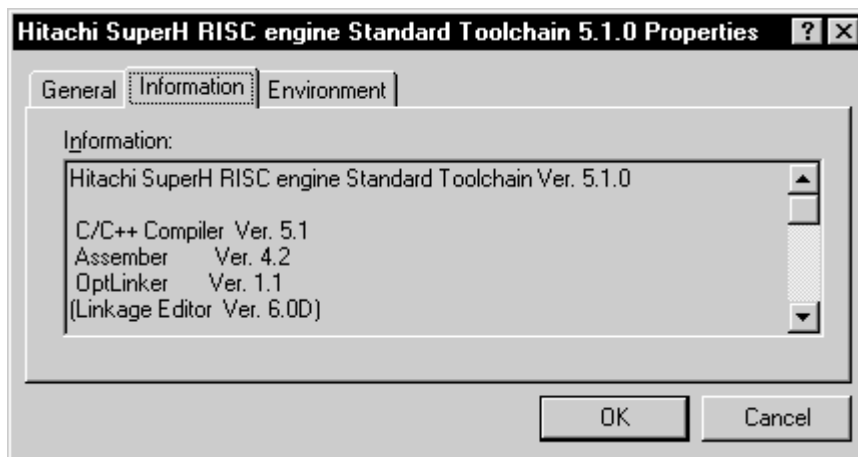 Hitachi SuperH RISC engine Standard Toolchain 5.1.0 Properties
General Information Environment
Information:
Hitachi SuperH RISC engine Standard Toolchain Ver. 5.1.0
C/C++ Compiler Ver. 5.1
Assember Ver. 4.2
OptLinker Ver. 1.1
(Linkage Editor Ver. 6.0D)
OK Cancel